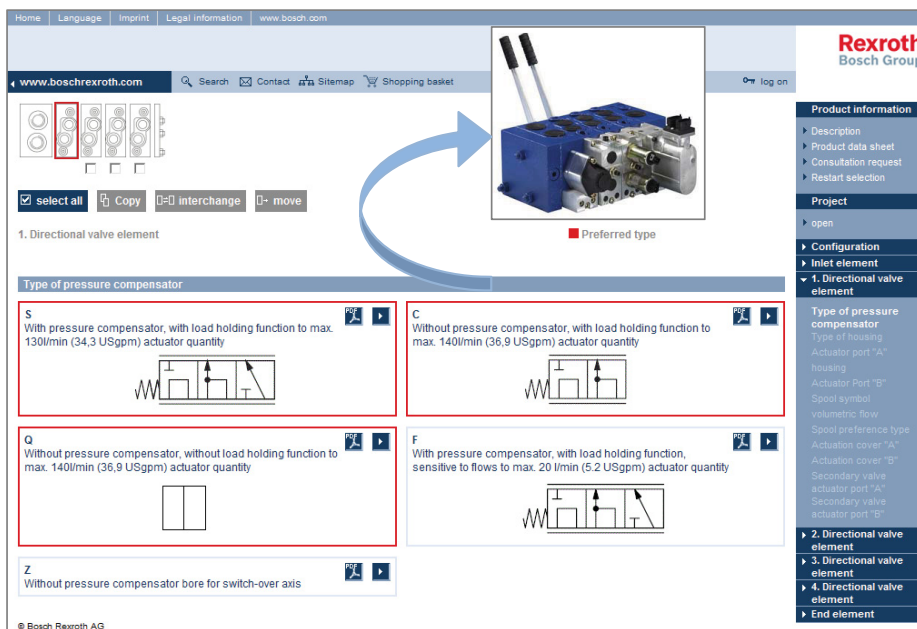 Home Language Imprint Legal information www.bosch.com
Rexroth
Bosch Group
www.boschrexroth.com Search Contact Sitemap Shopping basket log on
select all Copy interchange move
1. Directional valve element
Preferred type
Type of pressure compensator
S
With pressure compensator, with load holding function to max.
130l/min (34,3 USgpm) actuator quantity
C
Without pressure compensator, with load holding function to
max. 140l/min (36,9 USgpm) actuator quantity
Q
Without pressure compensator, without load holding function to
max. 140l/min (36,9 USgpm) actuator quantity
F
With pressure compensator, with load holding function,
sensitive to flows to max. 20 l/min (5.2 USgpm) actuator quantity
Z
Without pressure compensator bore for switch-over axis
PDF
PDF
PDF
PDF
PDF
© Bosch Rexroth AG
Product information
Description
Product data sheet
Consultation request
Restart selection
Project
open
Configuration
Inlet element
1. Directional valve
element
Type of pressure
compensator
Type of housing
Actuator port "A"
housing
Actuator Port "B"
Spool symbol
volumetric flow
Spool preference type
Actuation cover "A"
Actuation cover "B"
Secondary valve
actuator port "A"
Secondary valve
actuator port "B"
2. Directional valve
element
3. Directional valve
element
4. Directional valve
element
End element